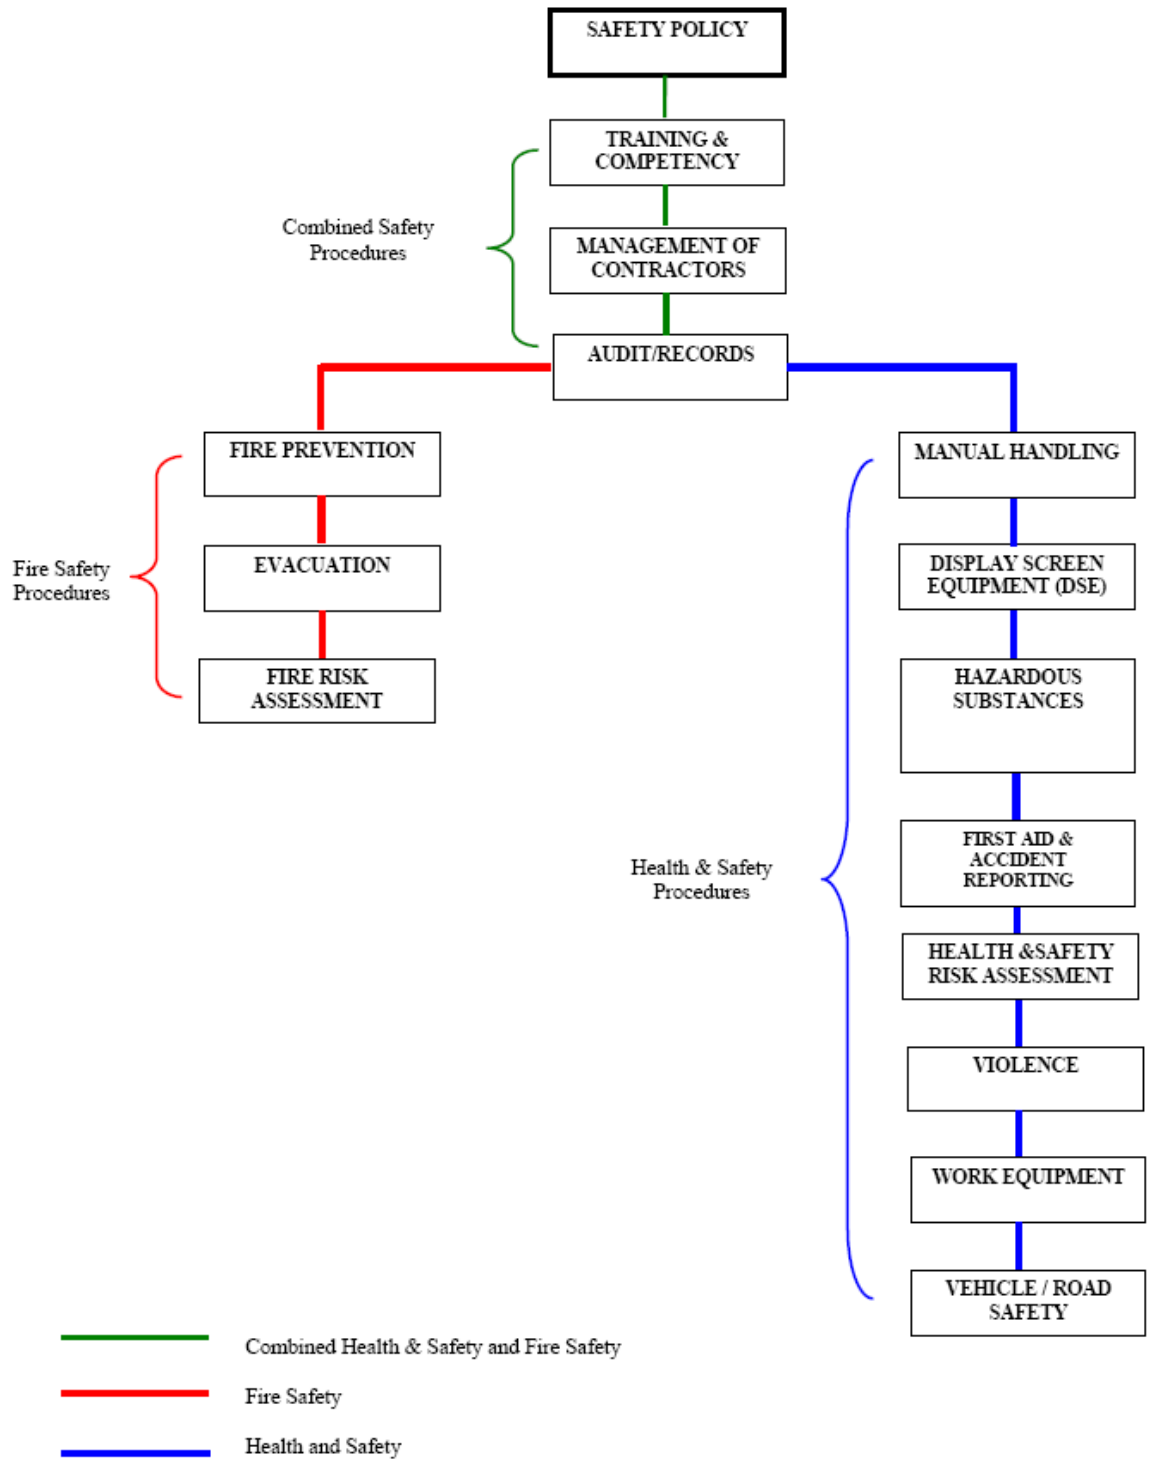 SAFETY POLICY
TRAINING &
COMPETENCY
Combined Safety
Procedures
MANAGEMENT OF
CONTRACTORS
AUDIT/RECORDS
FIRE PREVENTION
EVACUATION
FIRE RISK
ASSESSMENT
Fire Safety
Procedures
MANUAL HANDLING
DISPLAY SCREEN
EQUIPMENT (DSE)
HAZARDOUS
SUBSTANCES
FIRST AID &
ACCIDENT
REPORTING
Health & Safety
Procedures
HEALTH &SAFETY
RISK ASSESSMENT
VIOLENCE
WORK EQUIPMENT
VEHICLE / ROAD
SAFETY
Combined Health & Safety and Fire Safety
Fire Safety
Health and Safety